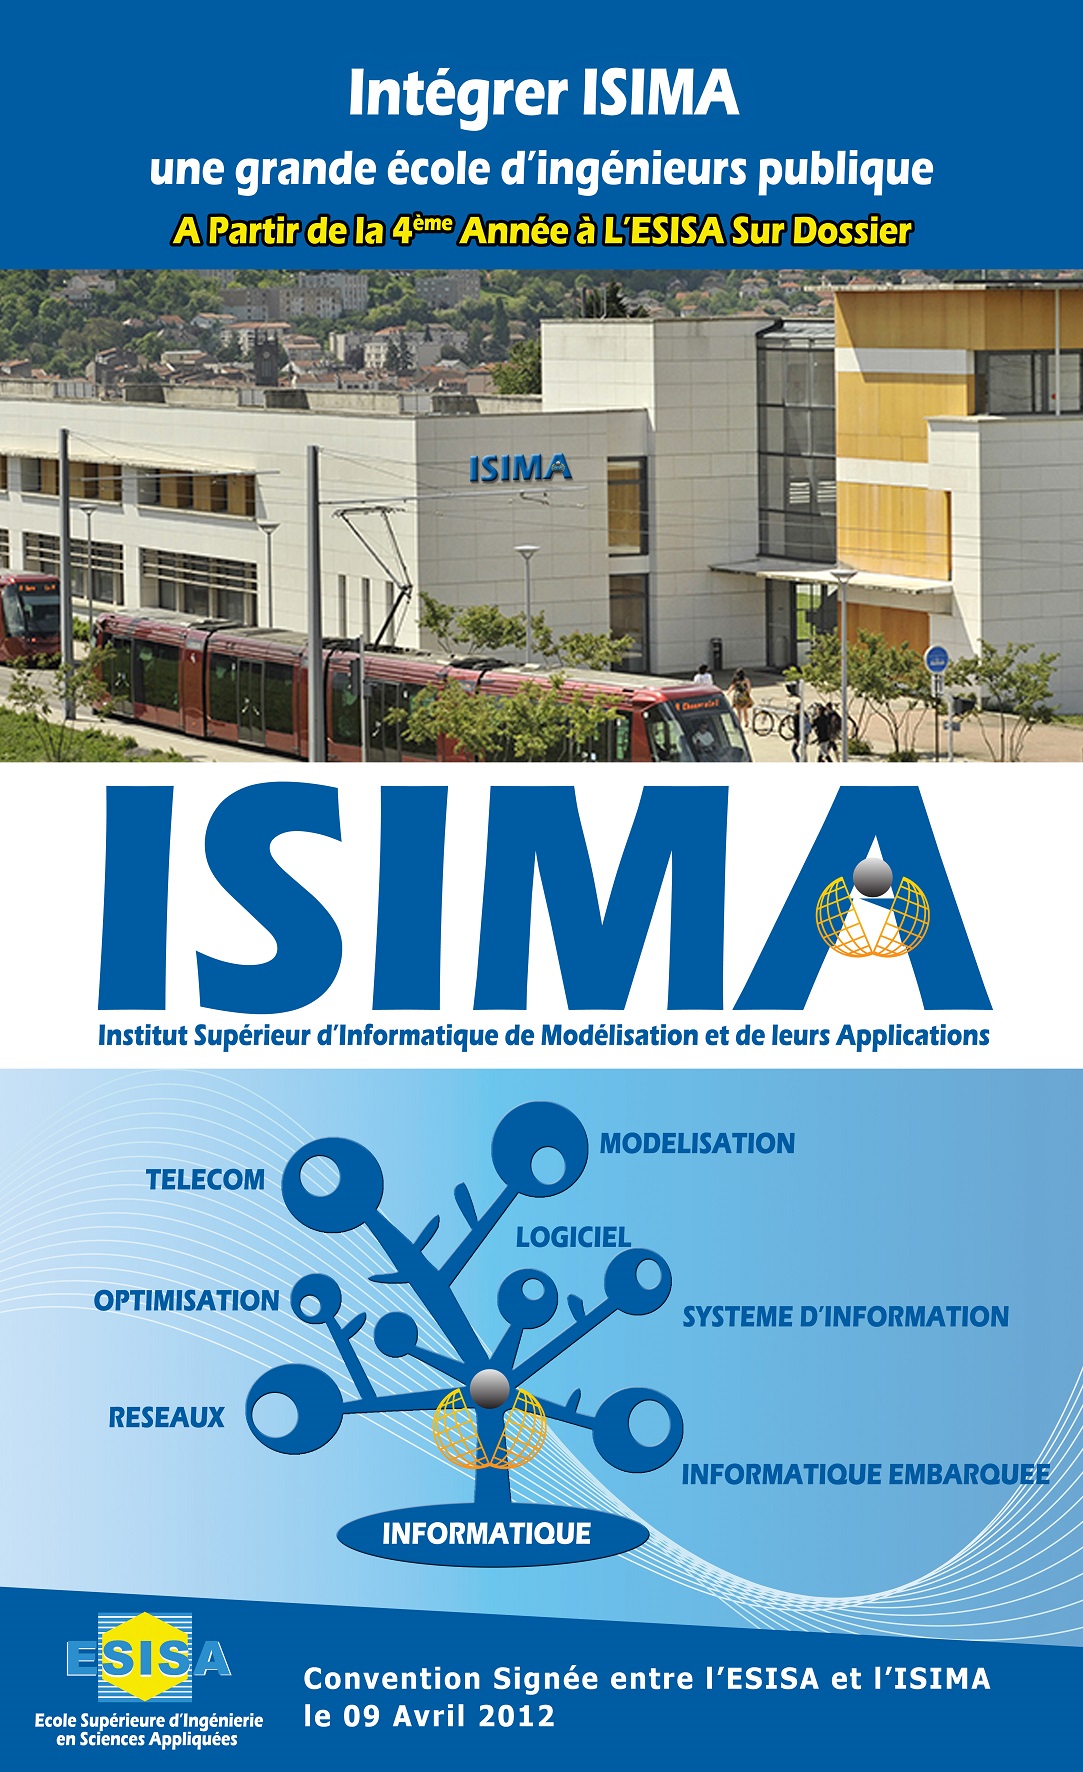 Intégrer ISIMA
une grande école d'ingénieurs publique
A Partir de la 4ème Année à L'ESISA Sur Dossier
ISIMA
ISIMA
Institut Supérieur d'Informatique de Modélisation et de leurs Applications
MODELISATION
TELECOM
LOGICIEL
OPTIMISATION
SYSTEME D'INFORMATION
RESEAUX
INFORMATIQUE EMBARQUEE
INFORMATIQUE
ESISA
Ecole Supérieure d'Ingénierie
en Sciences Appliquées
Convention Signée entre l'ESISA et l'ISIMA
le 09 Avril 2012